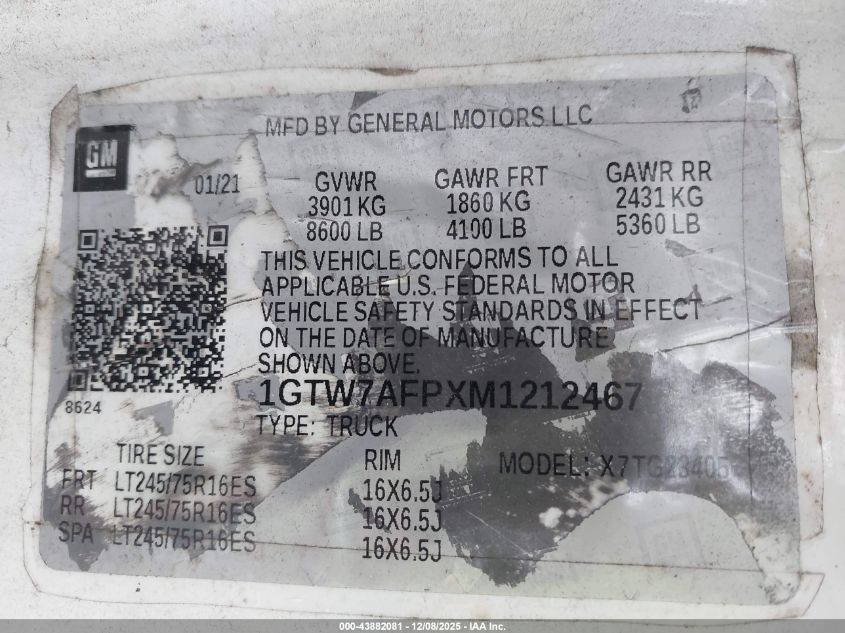 MFD BY GENERAL MOTORS LLC
GM
01/21
GVWR GAWR FRT GAWR RR
3901 KG 1860 KG 2431 KG
8600 LB 4100 LB 5360 LB
THIS VEHICLE CONFORMS TO ALL
APPLICABLE U.S. FEDERAL MOTOR
VEHICLE SAFETY STANDARDS IN EFFECT
ON THE DATE OF MANUFACTURE
SHOWN ABOVE.
1GTW7AFPXM1212467
8624
TYPE: TRUCK
TIRE SIZE RIM MODEL: X7TG23405
FRT LT245/75R16ES 16X6.5J
RR LT245/75R16ES 16X6.5J
SPA LT245/75R16ES 16X6.5J
000-43882081 - 12/08/2025 - IAA Inc.